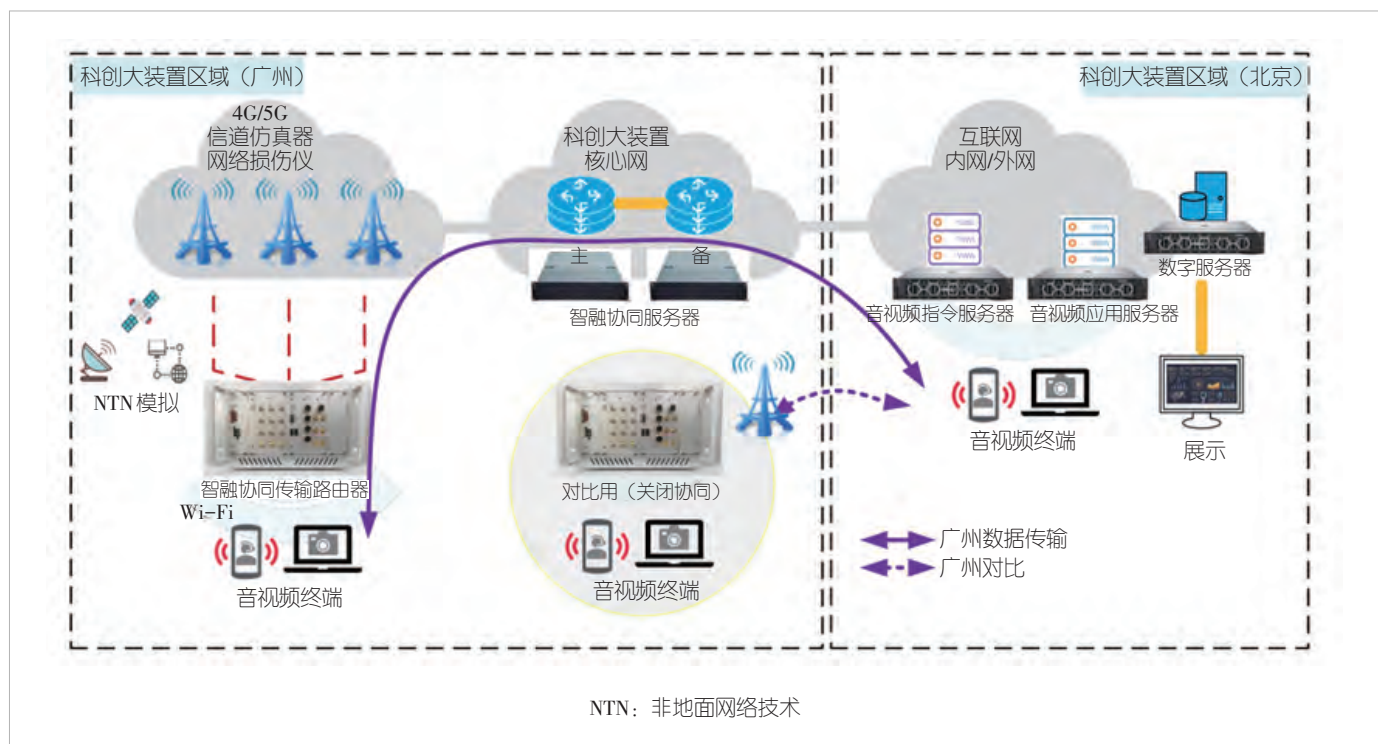 科创大装置区域（广州）
科创大装置区域（北京）
4G/5G
信道仿真器
网络损伤仪
科创大装置
核心网
互联网
内网/外网
主
备
智融协同服务器
音视频指令服务器
音视频应用服务器
数字服务器
NTN模拟
智融协同传输路由器
Wi-Fi
音视频终端
对比用（关闭协同）
音视频终端
音视频终端
展示
广州数据传输
广州对比
NTN：非地面网络技术